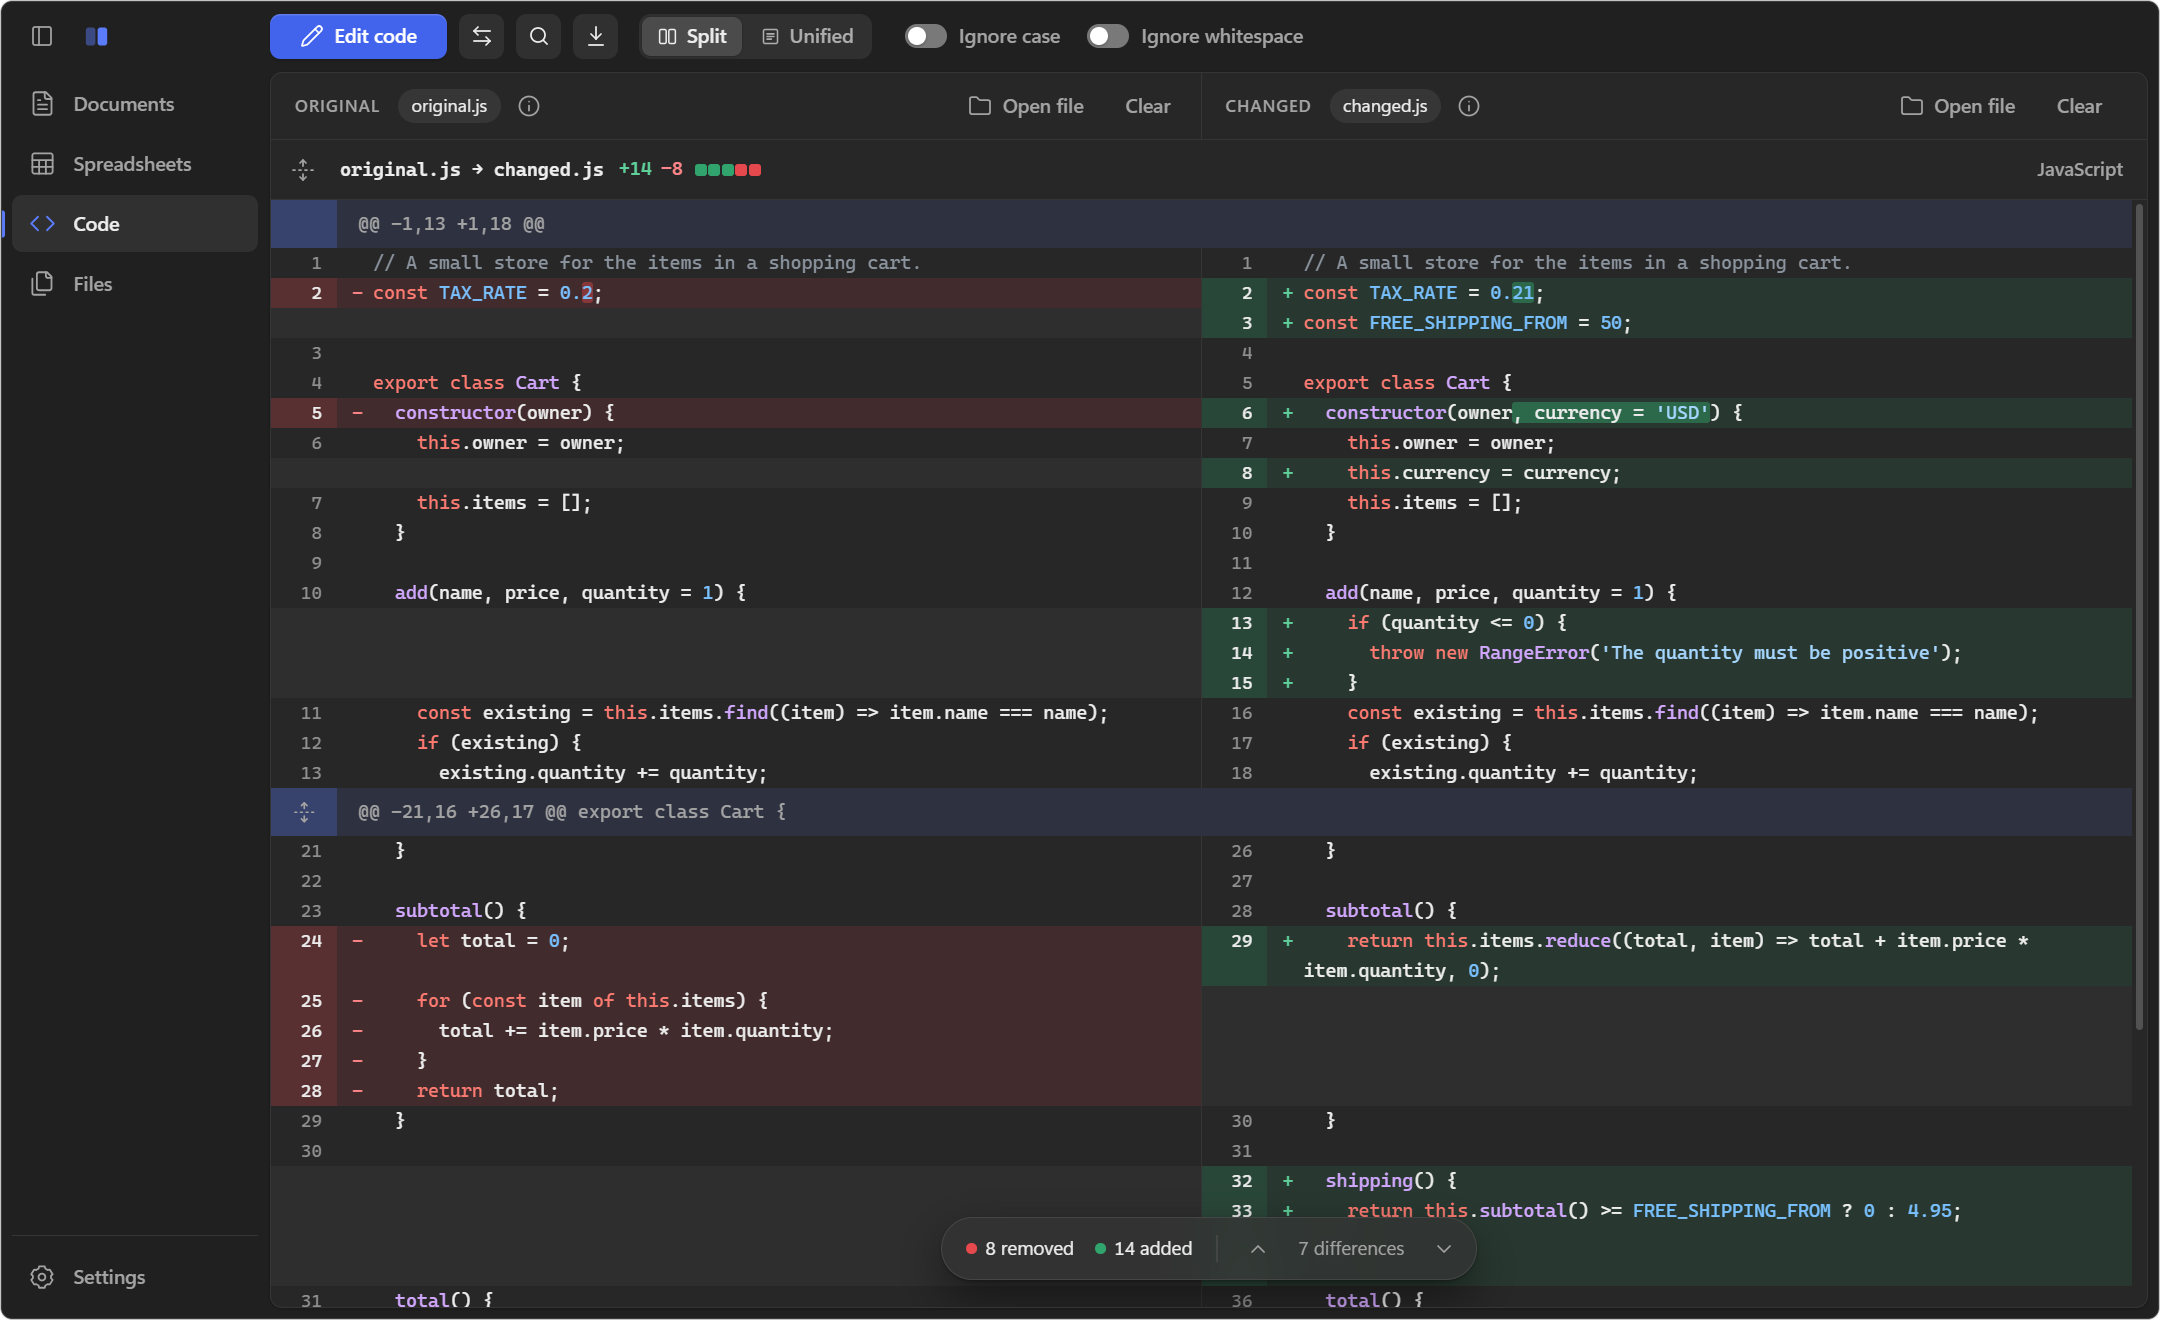 Edit code
Split
Unified
Ignore case
Ignore whitespace
Documents
Spreadsheets
Code
Files
Settings
ORIGINAL original.js Open file Clear
CHANGED changed.js Open file Clear
original.js → changed.js +14 −8
JavaScript
@@ −1,13 +1,18 @@
1 // A small store for the items in a shopping cart.
2 − const TAX_RATE = 0.2;
3
4 export class Cart {
5 − constructor(owner) {
6 this.owner = owner;
7 this.items = [];
8 }
9
10 add(name, price, quantity = 1) {
11 const existing = this.items.find((item) => item.name === name);
12 if (existing) {
13 existing.quantity += quantity;
1 // A small store for the items in a shopping cart.
2 + const TAX_RATE = 0.21;
3 + const FREE_SHIPPING_FROM = 50;
4
5 export class Cart {
6 + constructor(owner, currency = 'USD') {
7 this.owner = owner;
8 + this.currency = currency;
9 this.items = [];
10 }
11
12 add(name, price, quantity = 1) {
13 + if (quantity <= 0) {
14 + throw new RangeError('The quantity must be positive');
15 + }
16 const existing = this.items.find((item) => item.name === name);
17 if (existing) {
18 existing.quantity += quantity;
@@ −21,16 +26,17 @@ export class Cart {
21 }
22
23 subtotal() {
24 − let total = 0;
25 − for (const item of this.items) {
26 − total += item.price * item.quantity;
27 − }
28 − return total;
29 }
30
31 total() {
26 }
27
28 subtotal() {
29 + return this.items.reduce((total, item) => total + item.price *
item.quantity, 0);
30 }
31
32 + shipping() {
33 + return this.subtotal() >= FREE_SHIPPING_FROM ? 0 : 4.95;
36 total() {
8 removed
14 added
7 differences